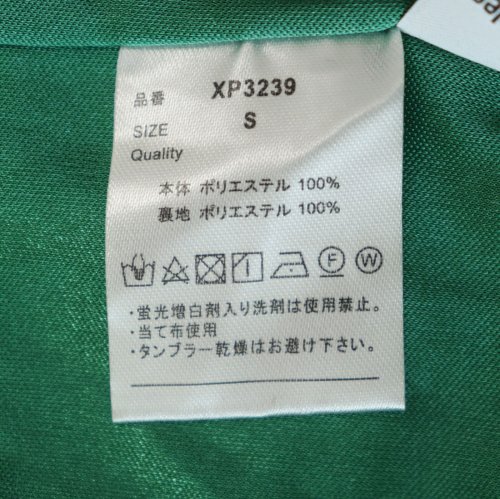 品番 XP3239
SIZE S
Quality
本体 ポリエステル 100%
裏地 ポリエステル 100%
F W
・蛍光増白剤入り洗剤は使用禁止。
・当て布使用
・タンブラー乾燥はお避け下さい。